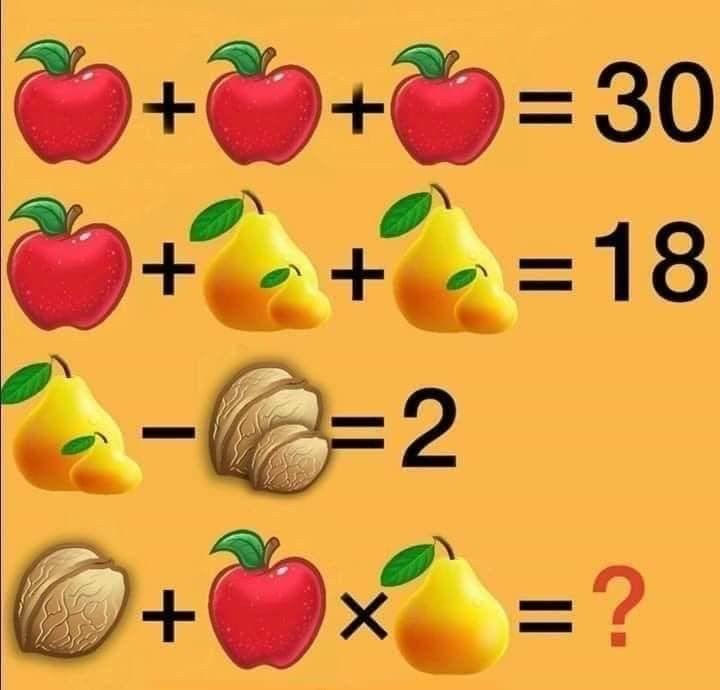 + + = 30
+ + = 18
- = 2
+ × = ?